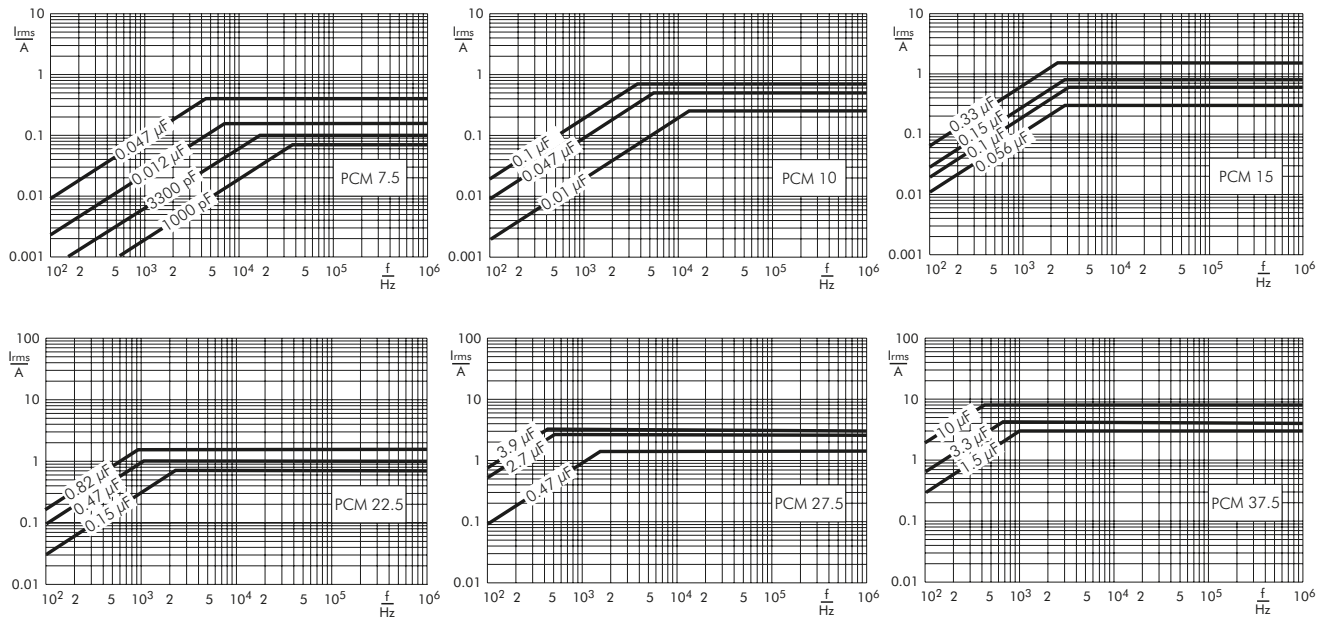 10
Irms
A
1
0.1
0.01
0.001
0.047 µF
0.012 µF
3300 pF
1000 pF
PCM 7.5
10² 2 5 10³ 2 5 10⁴ 2 5 10⁵ f 10⁶
Hz
10
Irms
A
1
0.1
0.01
0.001
0.1 µF
0.047 µF
0.01 µF
PCM 10
10² 2 5 10³ 2 5 10⁴ 2 5 10⁵ f 10⁶
Hz
10
Irms
A
1
0.1
0.01
0.001
0.33 µF
0.15 µF
0.1 µF
0.056 µF
PCM 15
10² 2 5 10³ 2 5 10⁴ 2 5 10⁵ f 10⁶
Hz
100
Irms
A
10
1
0.1
0.01
0.82 µF
0.47 µF
0.15 µF
PCM 22.5
10² 2 5 10³ 2 5 10⁴ 2 5 10⁵ f 10⁶
Hz
100
Irms
A
10
1
0.1
0.01
3.9 µF
2.7 µF
0.47 µF
PCM 27.5
10² 2 5 10³ 2 5 10⁴ 2 5 10⁵ f 10⁶
Hz
100
Irms
A
10
1
0.1
0.01
10 µF
3.3 µF
1.5 µF
PCM 37.5
10² 2 5 10³ 2 5 10⁴ 2 5 10⁵ f 10⁶
Hz